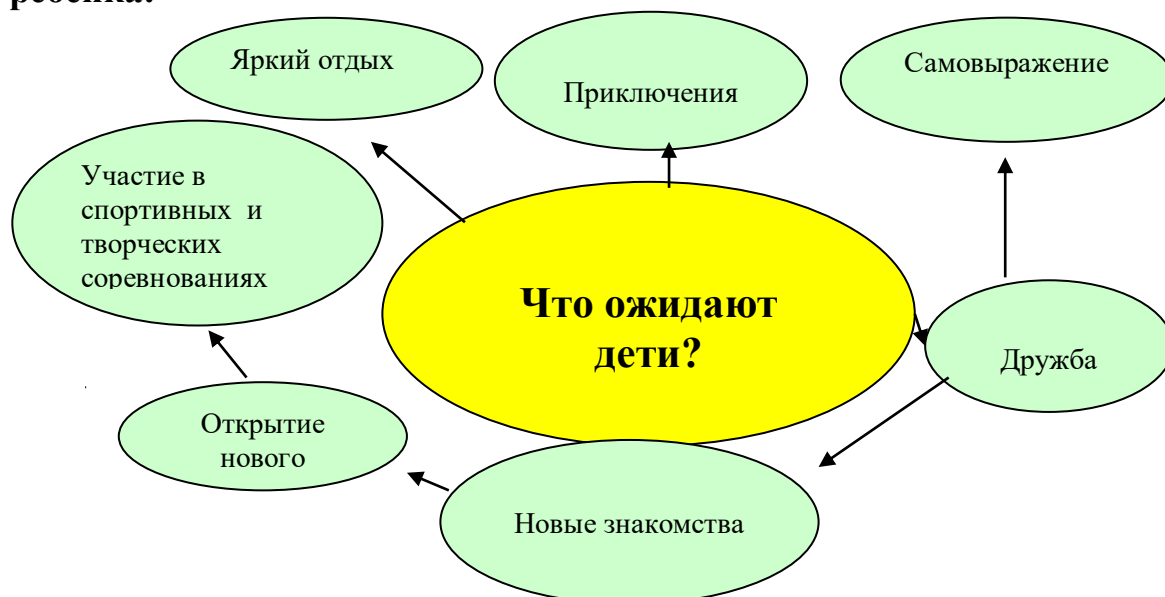 ребенка:
Яркий отдых
Приключения
Самовыражение
Участие в
спортивных и
творческих
соревнованиях
Что ожидают
дети?
Дружба
Открытие
нового
Новые знакомства